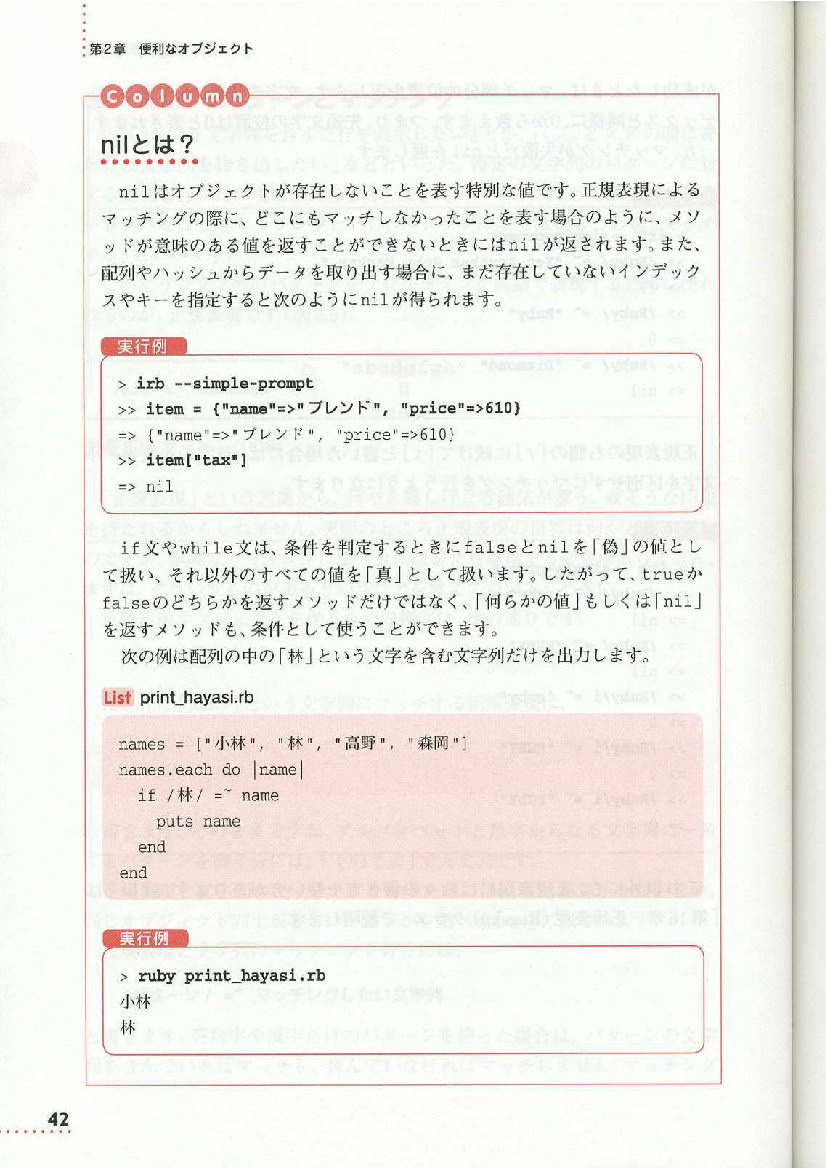 第2章 便利なオブジェクト
Column
nilとは?
nilはオブジェクトが存在しないことを表す特別な値です。正規表現による
マッチングの際に、どこにもマッチしなかったことを表す場合のように、メソ
ッドが意味のある値を返すことができないときにはnilが返されます。また、
配列やハッシュからデータを取り出す場合に、まだ存在していないインデック
スやキーを指定すると次のようにnilが得られます。
実行例
> irb --simple-prompt
>> item = {"name"=>"ブレンド", "price"=>610}
=> {"name"=>"ブレンド", "price"=>610}
>> item["tax"]
=> nil
if文やwhile文は、条件を判定するときにfalseとnilを「偽」の値とし
て扱い、それ以外のすべての値を「真」として扱います。したがって、trueか
falseのどちらかを返すメソッドだけではなく、「何らかの値」もしくは「nil」
を返すメソッドも、条件として使うことができます。
次の例は配列の中の「林」という文字を含む文字列だけを出力します。
List print_hayasi.rb
names = ["小林", "林", "高野", "森岡"]
names.each do |name|
if /林/ =~ name
puts name
end
end
実行例
> ruby print_hayasi.rb
小林
林
42